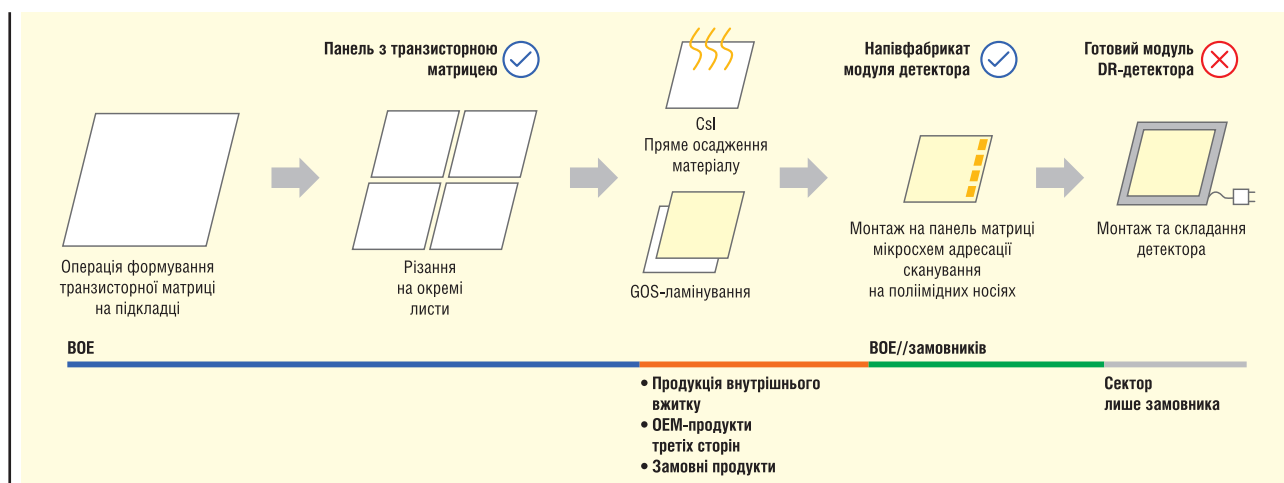 Панель з транзисторною
матрицею
Напівфабрикат
модуля детектора
Готовий модуль
DR-детектора
CsI
Пряме осадження
матеріалу
Операція формування
транзисторної матриці
на підкладці
Різання
на окремі
листи
GOS-ламінування
Монтаж на панель матриці
мікросхем адресації
сканування
на поліімідних носіях
Монтаж та складання
детектора
BOE
BOE//замовників
• Продукція внутрішнього
вжитку
• OEM-продукти
третіх сторін
• Замовні продукти
Сектор
лише замовника